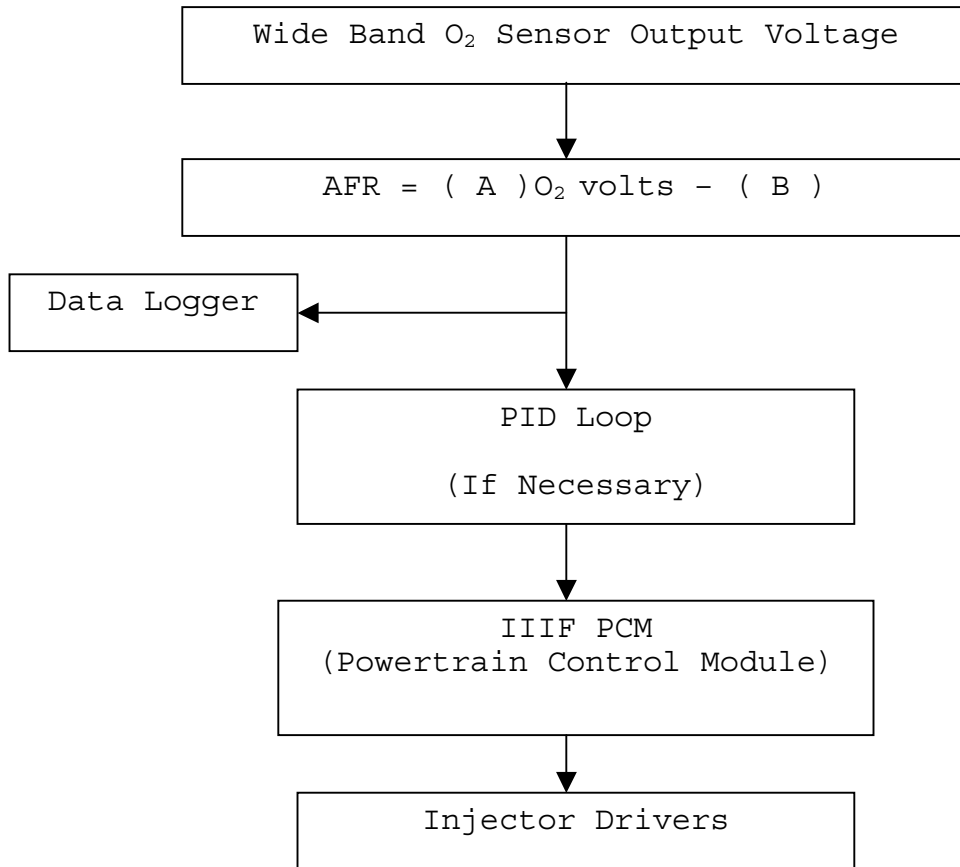 Wide Band O₂ Sensor Output Voltage
AFR = ( A )O₂ volts – ( B )
Data Logger
PID Loop
(If Necessary)
IIIF PCM
(Powertrain Control Module)
Injector Drivers